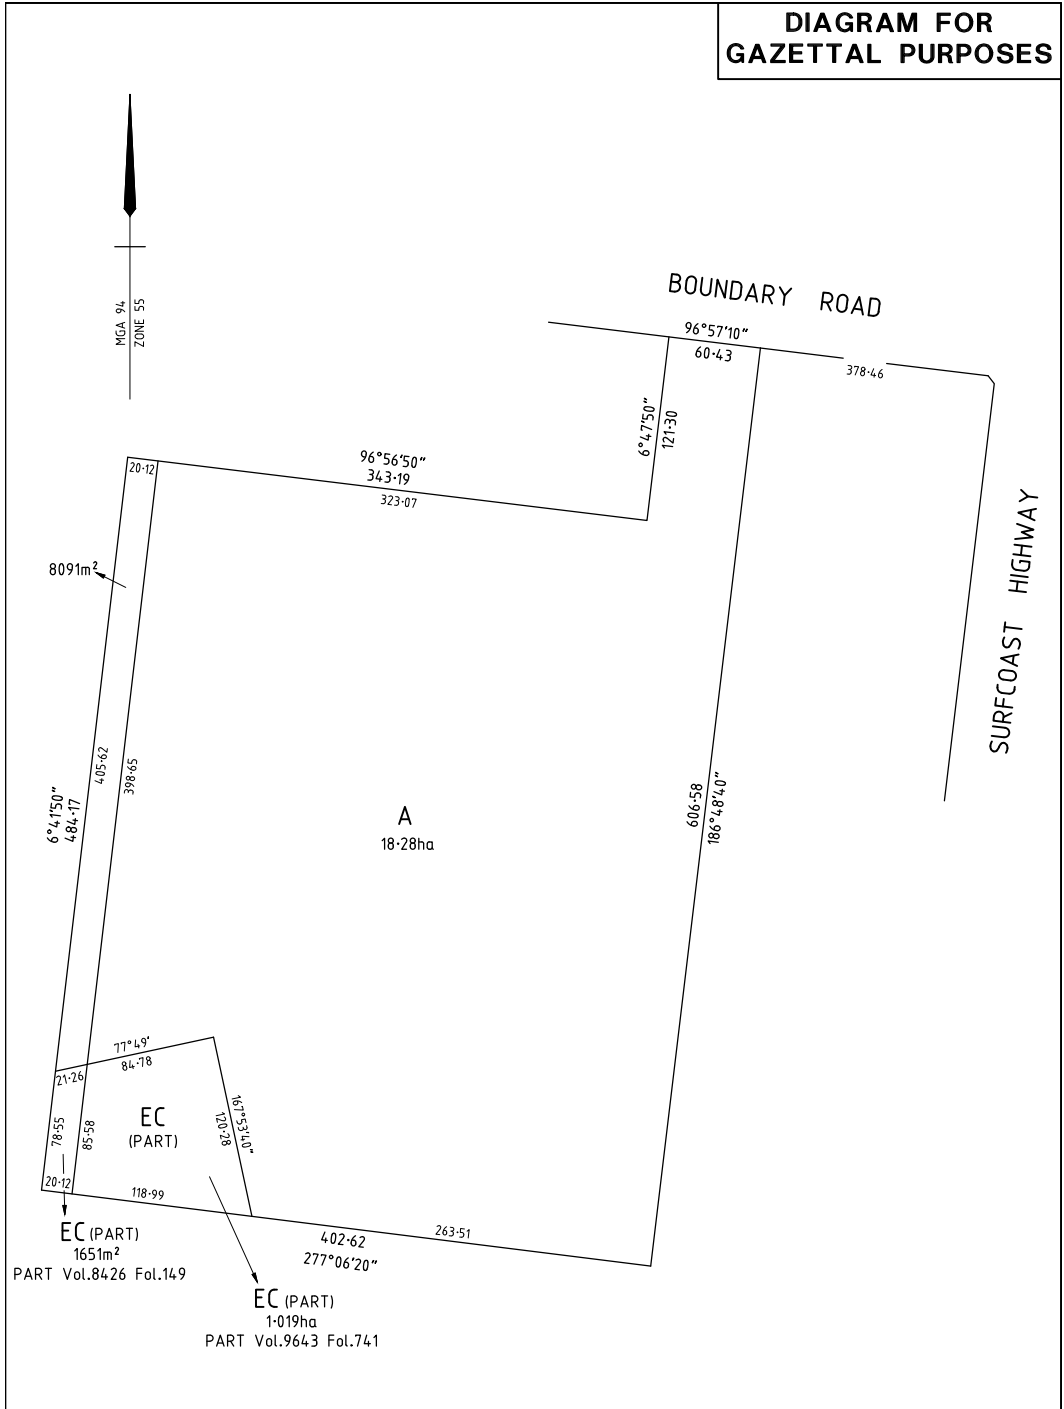 DIAGRAM FOR
GAZETTAL PURPOSES
MGA 94
ZONE 55
BOUNDARY ROAD
96°57'10"
60·43
378·46
6°47'50"
121·30
96°56'50"
343·19
323·07
20·12
SURFCOAST HIGHWAY
8091m²
405·62
398·65
6°41'50"
484·17
A
18·28ha
606·58
186°48'40"
77°49'
84·78
21·26
EC
(PART)
167°53'40"
120·28
78·55
85·58
20·12
118·99
263·51
402·62
277°06'20"
EC (PART)
1651m²
PART Vol.8426 Fol.149
EC (PART)
1·019ha
PART Vol.9643 Fol.741